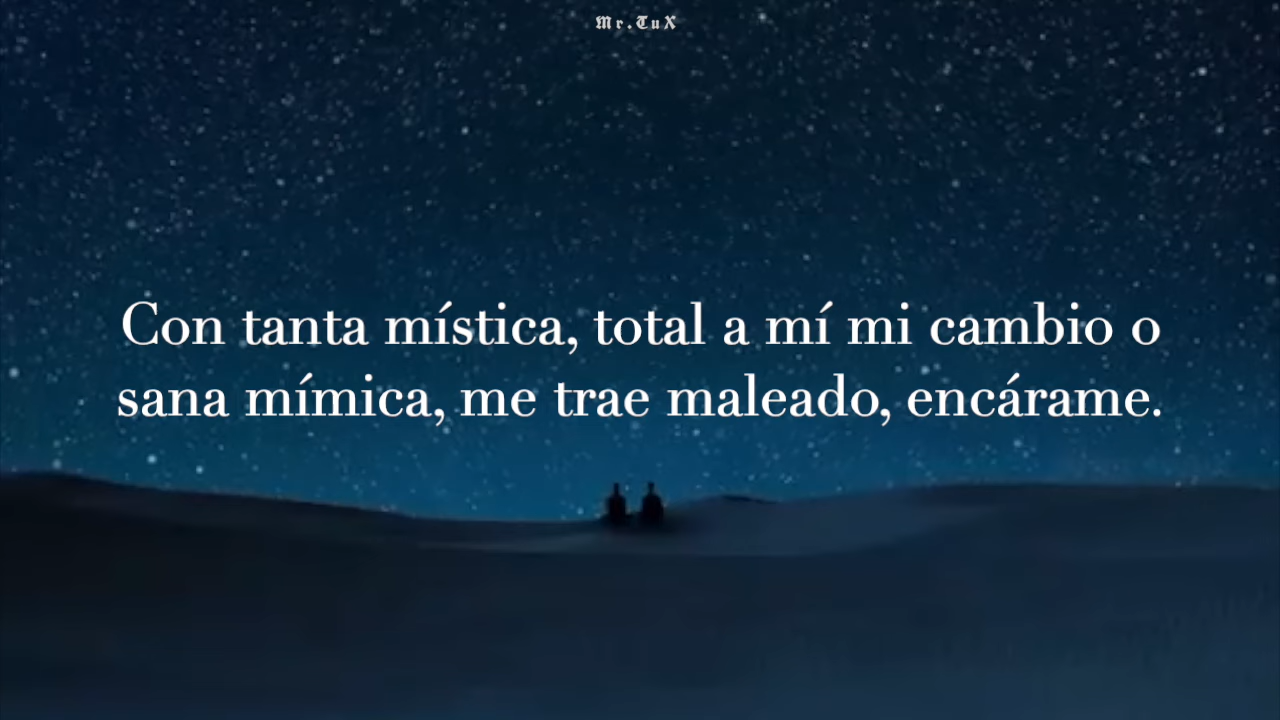 Mr.TuX
Con tanta mística, total a mí mi cambio o
sana mímica, me trae maleado, encárame.